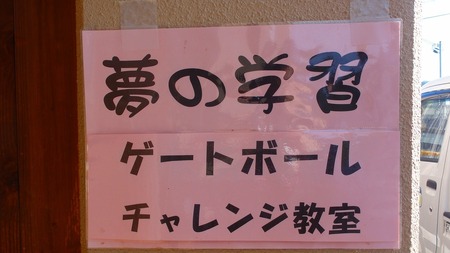 夢の学習
ゲートボール
チャレンジ教室